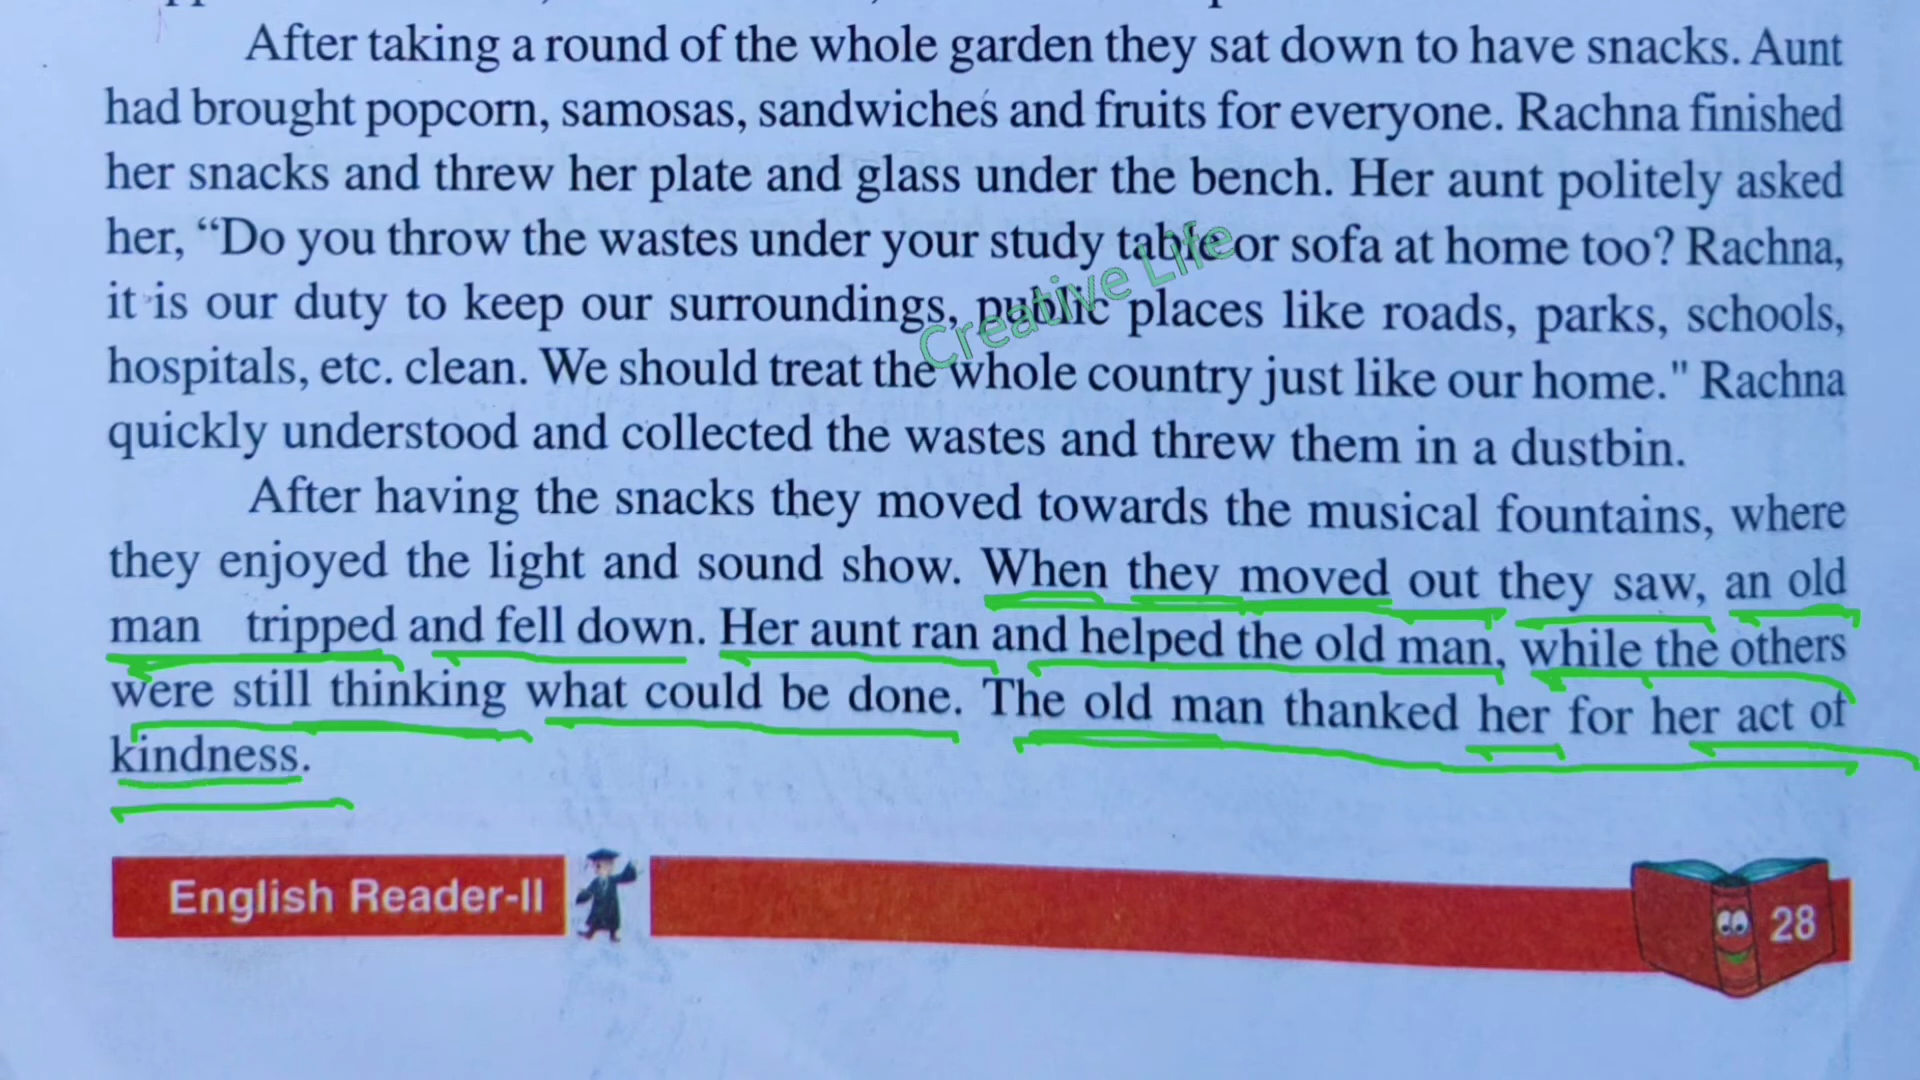 After taking a round of the whole garden they sat down to have snacks. Aunt
had brought popcorn, samosas, sandwiches and fruits for everyone. Rachna finished
her snacks and threw her plate and glass under the bench. Her aunt politely asked
her, “Do you throw the wastes under your study table or sofa at home too? Rachna,
it is our duty to keep our surroundings, public places like roads, parks, schools,
hospitals, etc. clean. We should treat the whole country just like our home." Rachna
quickly understood and collected the wastes and threw them in a dustbin.
After having the snacks they moved towards the musical fountains, where
they enjoyed the light and sound show. When they moved out they saw, an old
man tripped and fell down. Her aunt ran and helped the old man, while the others
were still thinking what could be done. The old man thanked her for her act of
kindness.
Creative Life
English Reader-II
28